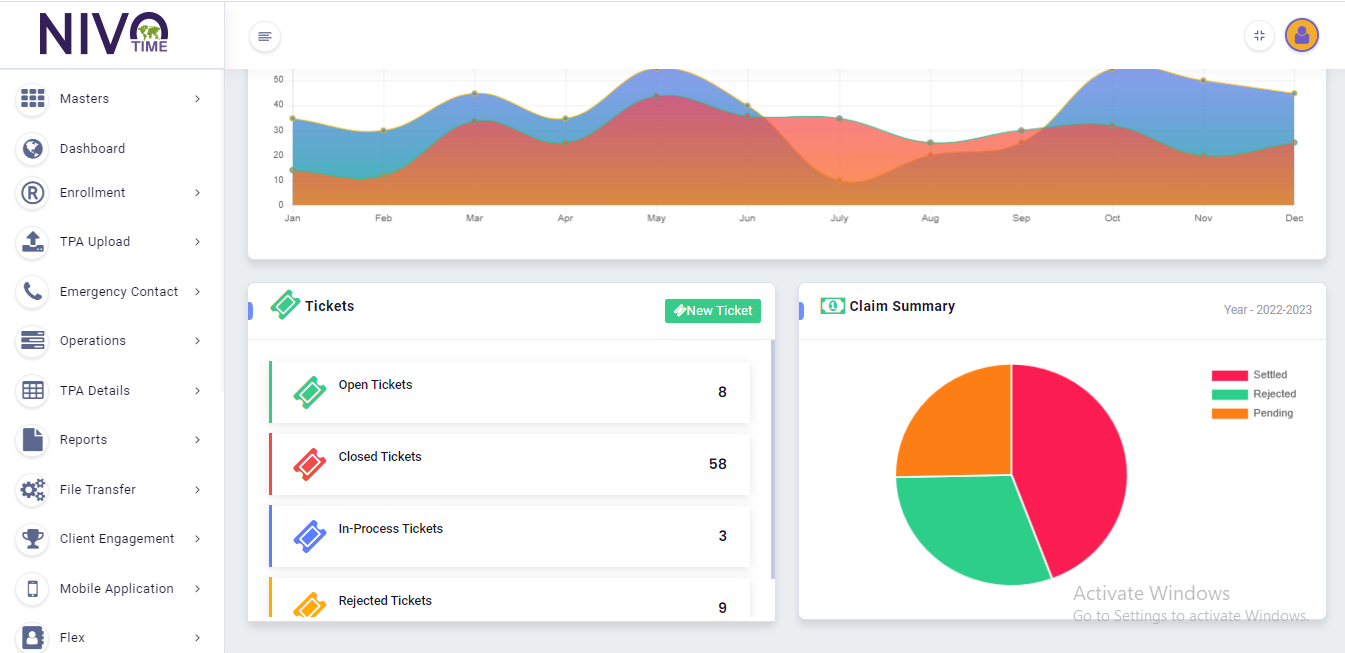 NIVO
TIME
Masters
Dashboard
Enrollment
TPA Upload
Emergency Contact
Operations
TPA Details
Reports
File Transfer
Client Engagement
Mobile Application
Flex
50
40
30
20
10
0
Jan Feb Mar Apr May Jun July Aug Sep Oct Nov Dec
Tickets
New Ticket
Open Tickets 8
Closed Tickets 58
In-Process Tickets 3
Rejected Tickets 9
Claim Summary
Year - 2022-2023
Settled
Rejected
Pending
Activate Windows
Go to Settings to activate Windows.